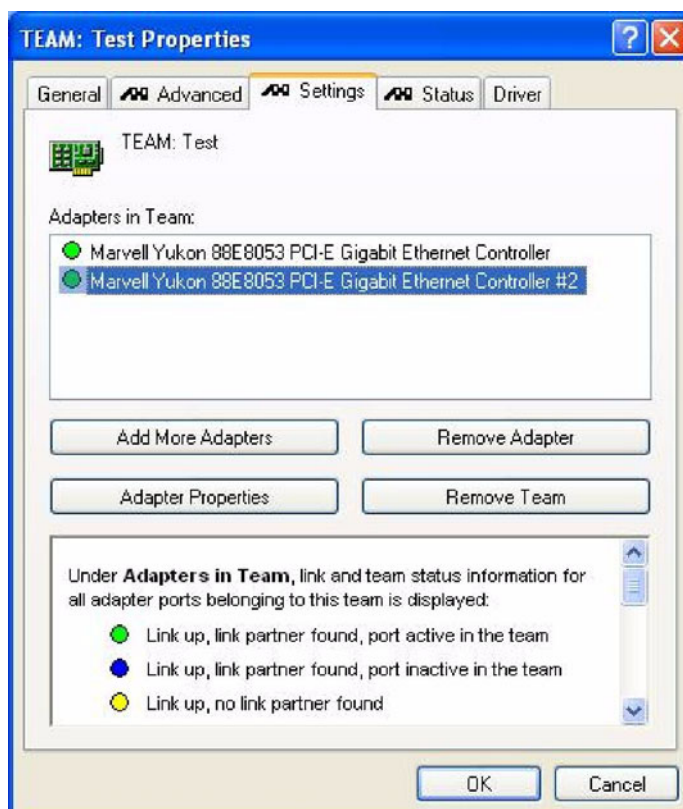 TEAM: Test Properties
General Advanced Settings Status Driver
TEAM: Test
Adapters in Team:
Marvell Yukon 88E8053 PCI-E Gigabit Ethernet Controller
Marvell Yukon 88E8053 PCI-E Gigabit Ethernet Controller #2
Add More Adapters Remove Adapter
Adapter Properties Remove Team
Under Adapters in Team, link and team status information for
all adapter ports belonging to this team is displayed:
Link up, link partner found, port active in the team
Link up, link partner found, port inactive in the team
Link up, no link partner found
OK Cancel